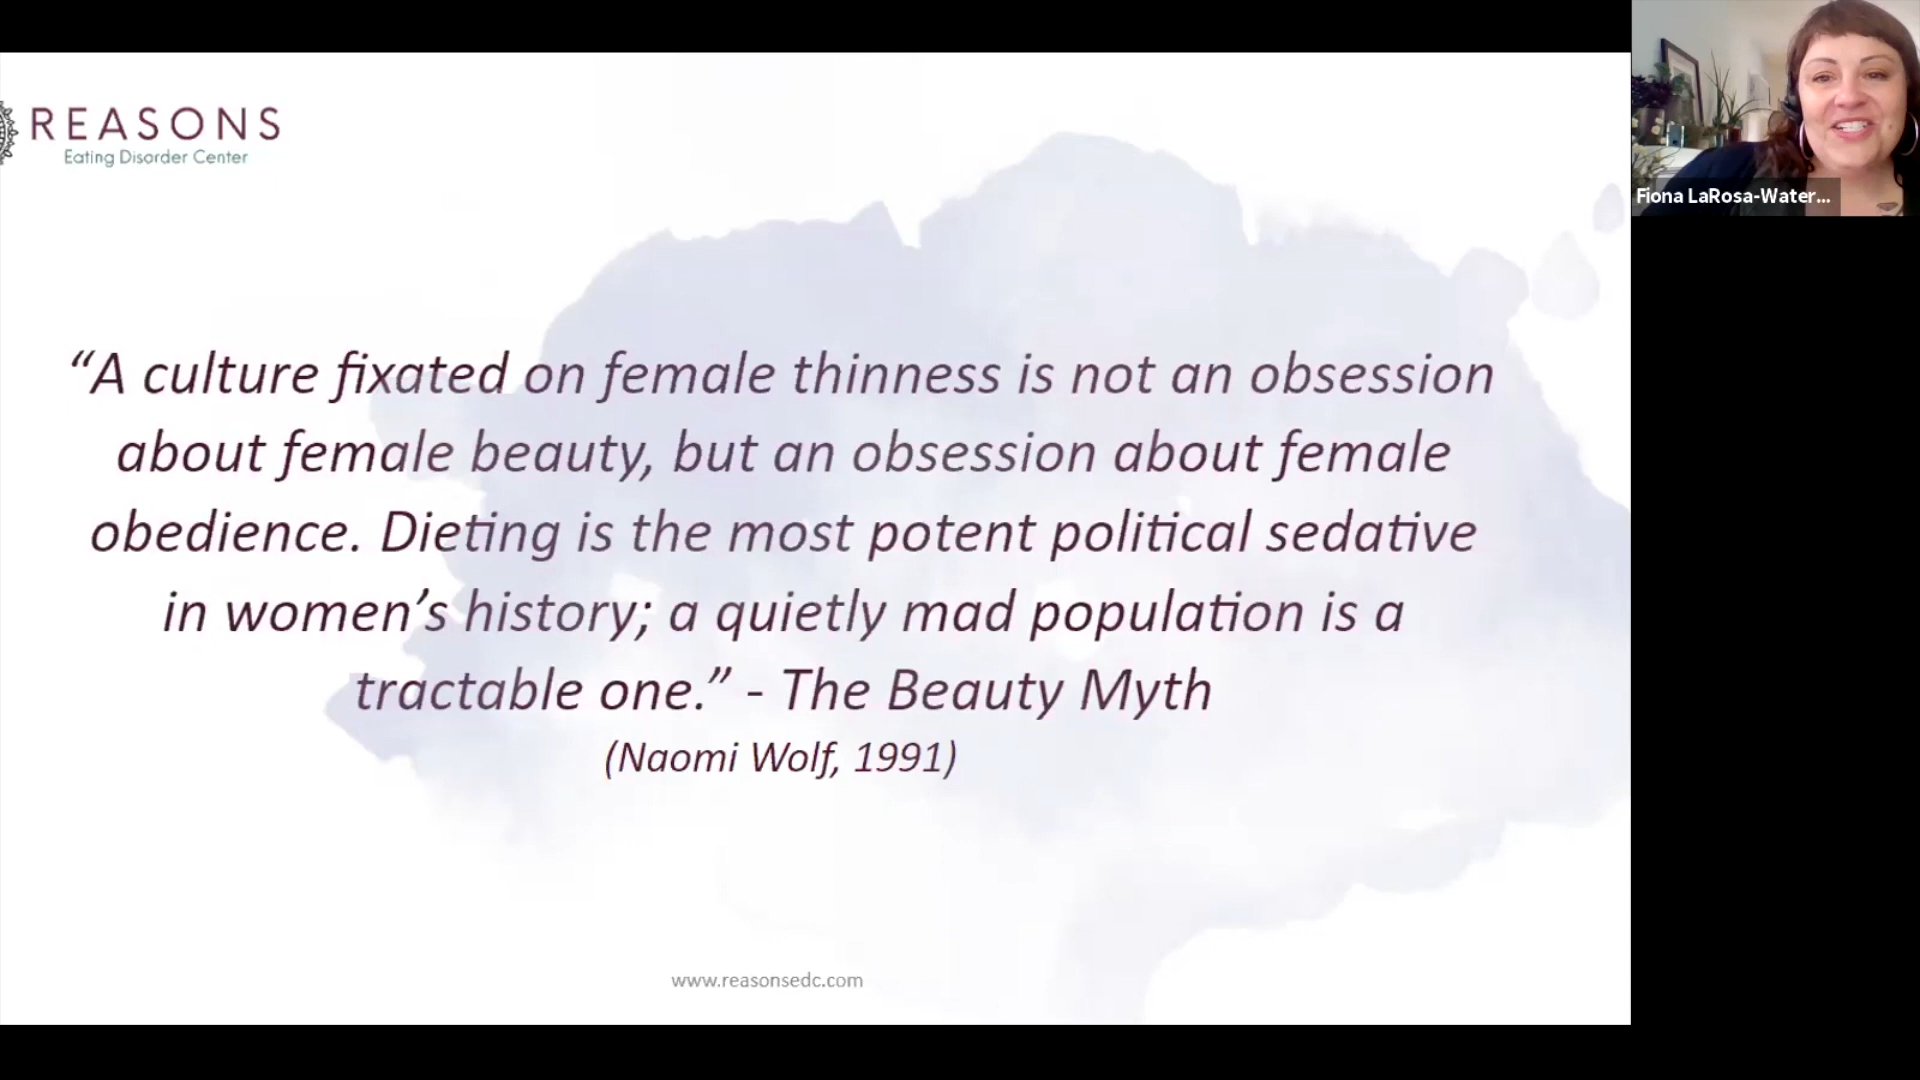 REASONS
Eating Disorder Center
Fiona LaRosa-Water...
“A culture fixated on female thinness is not an obsession
about female beauty, but an obsession about female
obedience. Dieting is the most potent political sedative
in women’s history; a quietly mad population is a
tractable one.” - The Beauty Myth
(Naomi Wolf, 1991)
www.reasonsedc.com